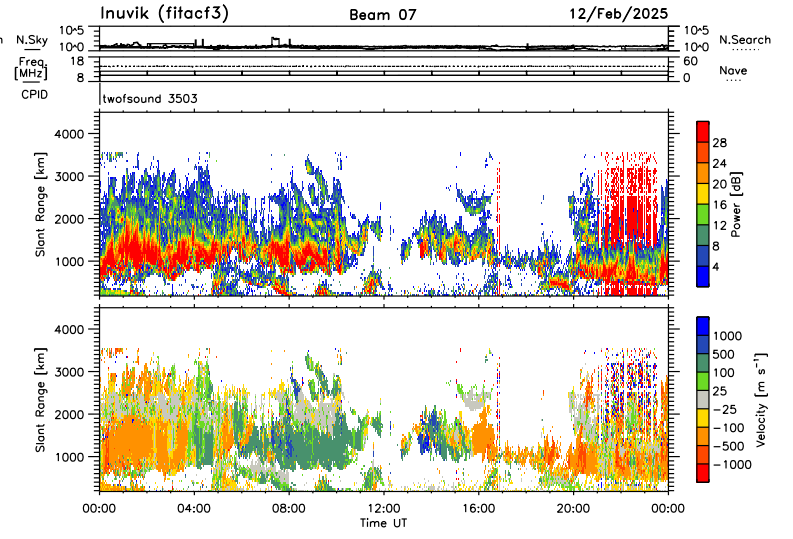 Inuvik (fitacf3) Beam 07 12/Feb/2025
N.Sky 10^5 10^0 10^5 10^0 N.Search
Freq. [MHz] 18 8 60 0 Nave
CPID twofsound 3503
Slant Range [km] 4000 3000 2000 1000
Power [dB] 28 24 20 16 12 8 4
Slant Range [km] 4000 3000 2000 1000
Velocity [m s⁻¹] 1000 500 100 25 −25 −100 −500 −1000
00:00 04:00 08:00 12:00 16:00 20:00 00:00
Time UT